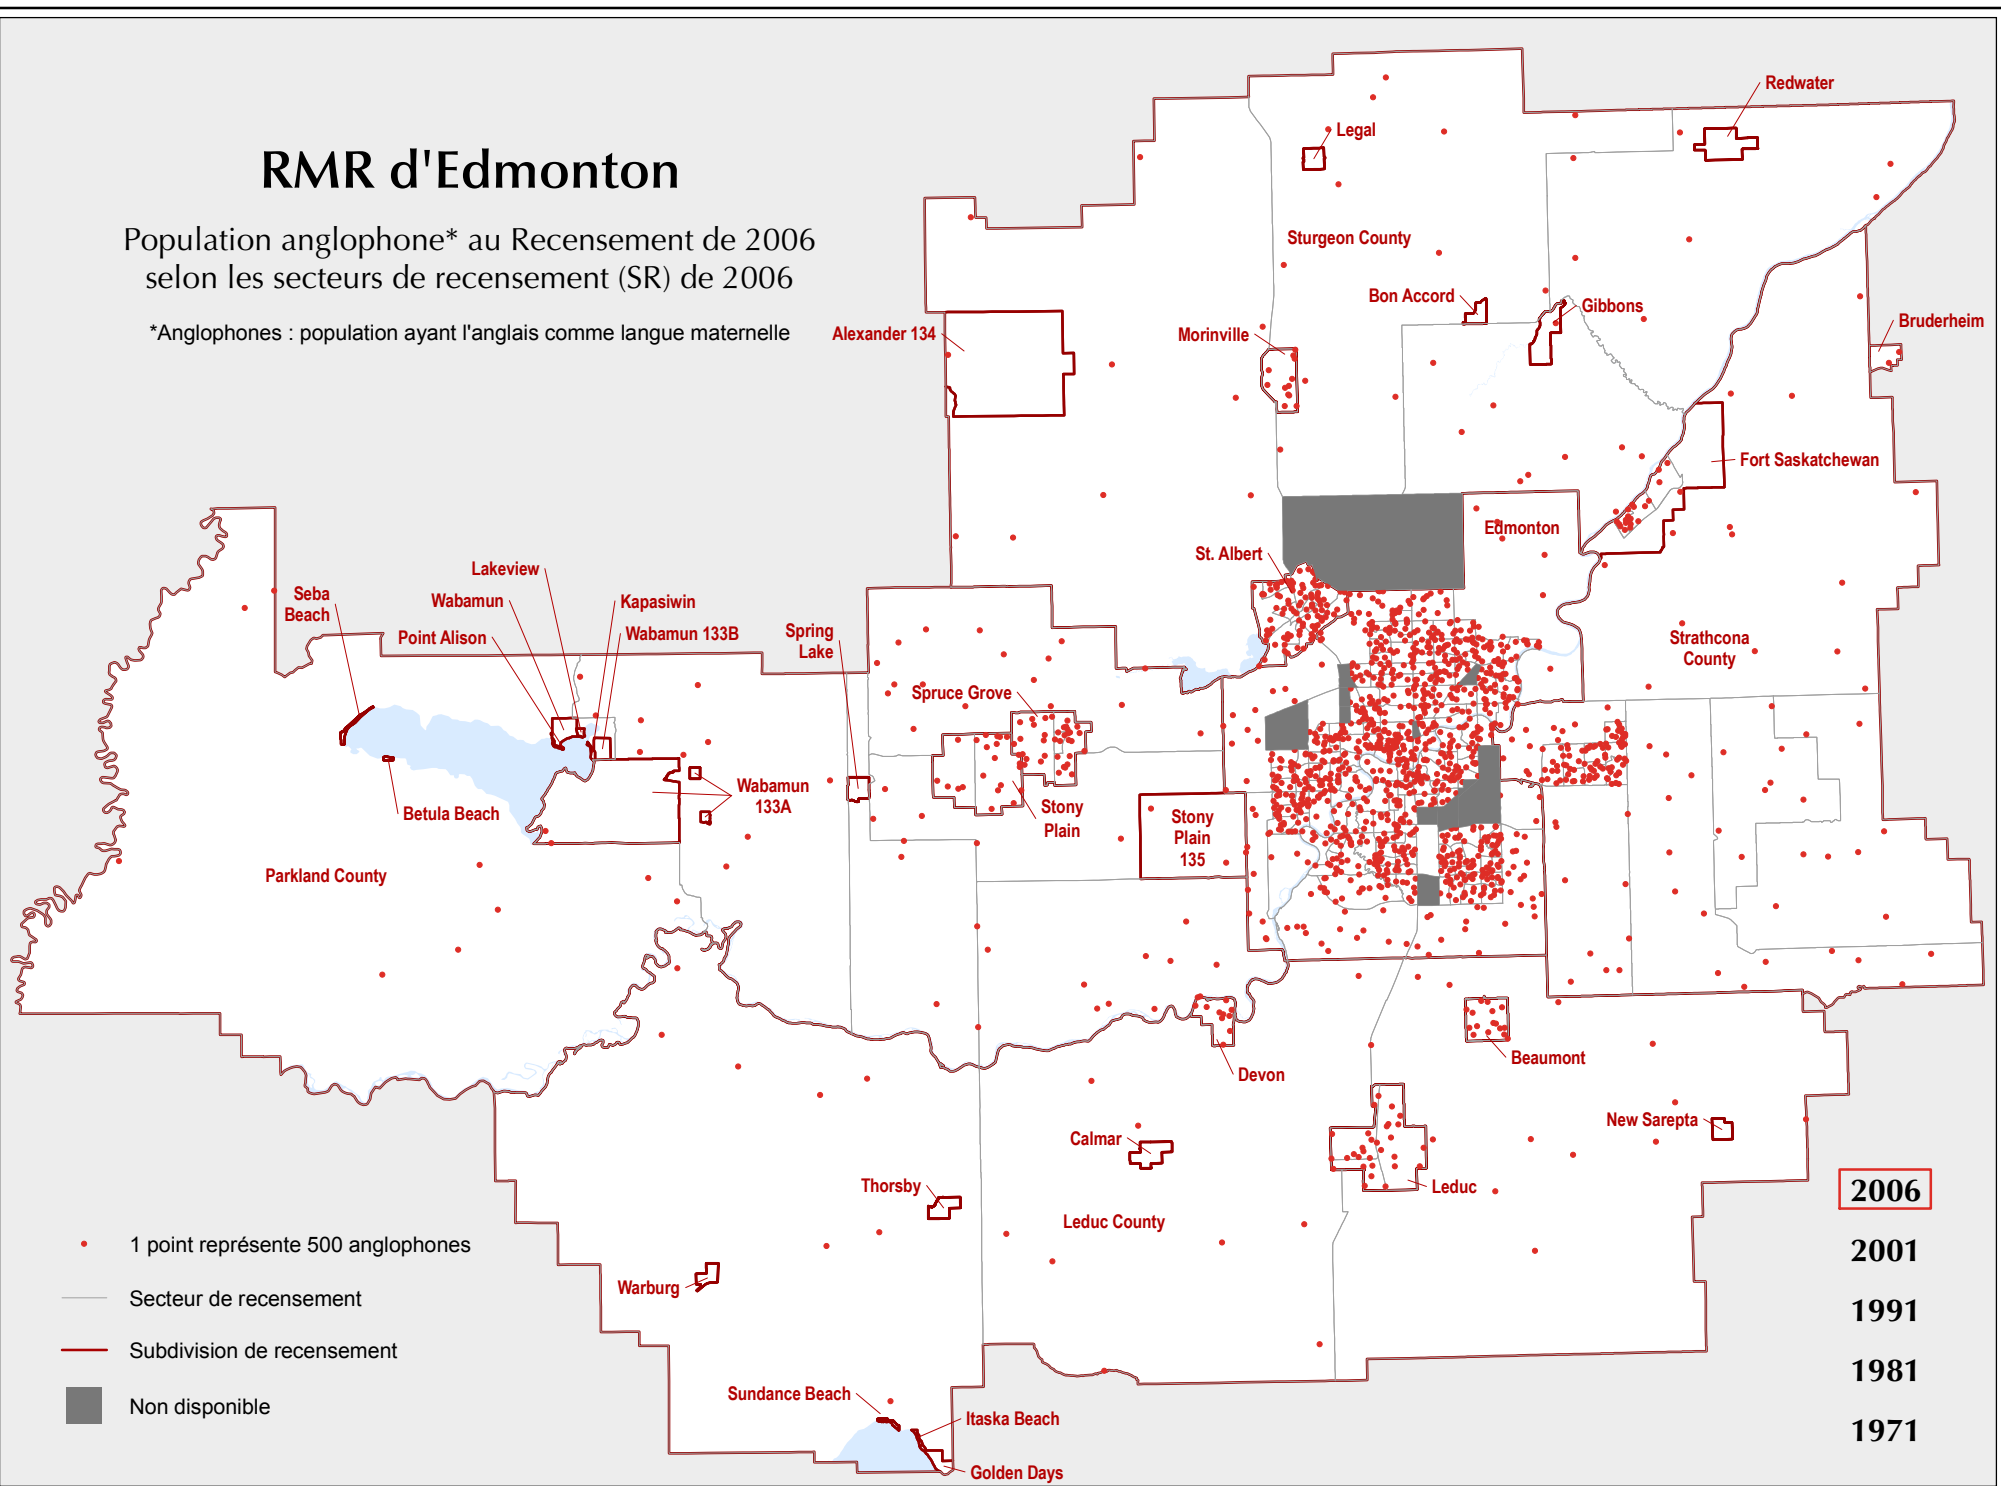 RMR d'Edmonton
Population anglophone* au Recensement de 2006
selon les secteurs de recensement (SR) de 2006
*Anglophones : population ayant l'anglais comme langue maternelle
Redwater
Legal
Sturgeon County
Bon Accord
Gibbons
Bruderheim
Alexander 134
Morinville
Fort Saskatchewan
Edmonton
St. Albert
Lakeview
Seba
Beach
Wabamun
Kapasiwin
Point Alison
Wabamun 133B
Spring
Lake
Strathcona
County
Spruce Grove
Wabamun
133A
Betula Beach
Stony
Plain
Stony
Plain
135
Parkland County
Beaumont
Devon
New Sarepta
Calmar
Thorsby
Leduc
Leduc County
Warburg
Sundance Beach
Itaska Beach
Golden Days
1 point représente 500 anglophones
Secteur de recensement
Subdivision de recensement
Non disponible
2006
2001
1991
1981
1971